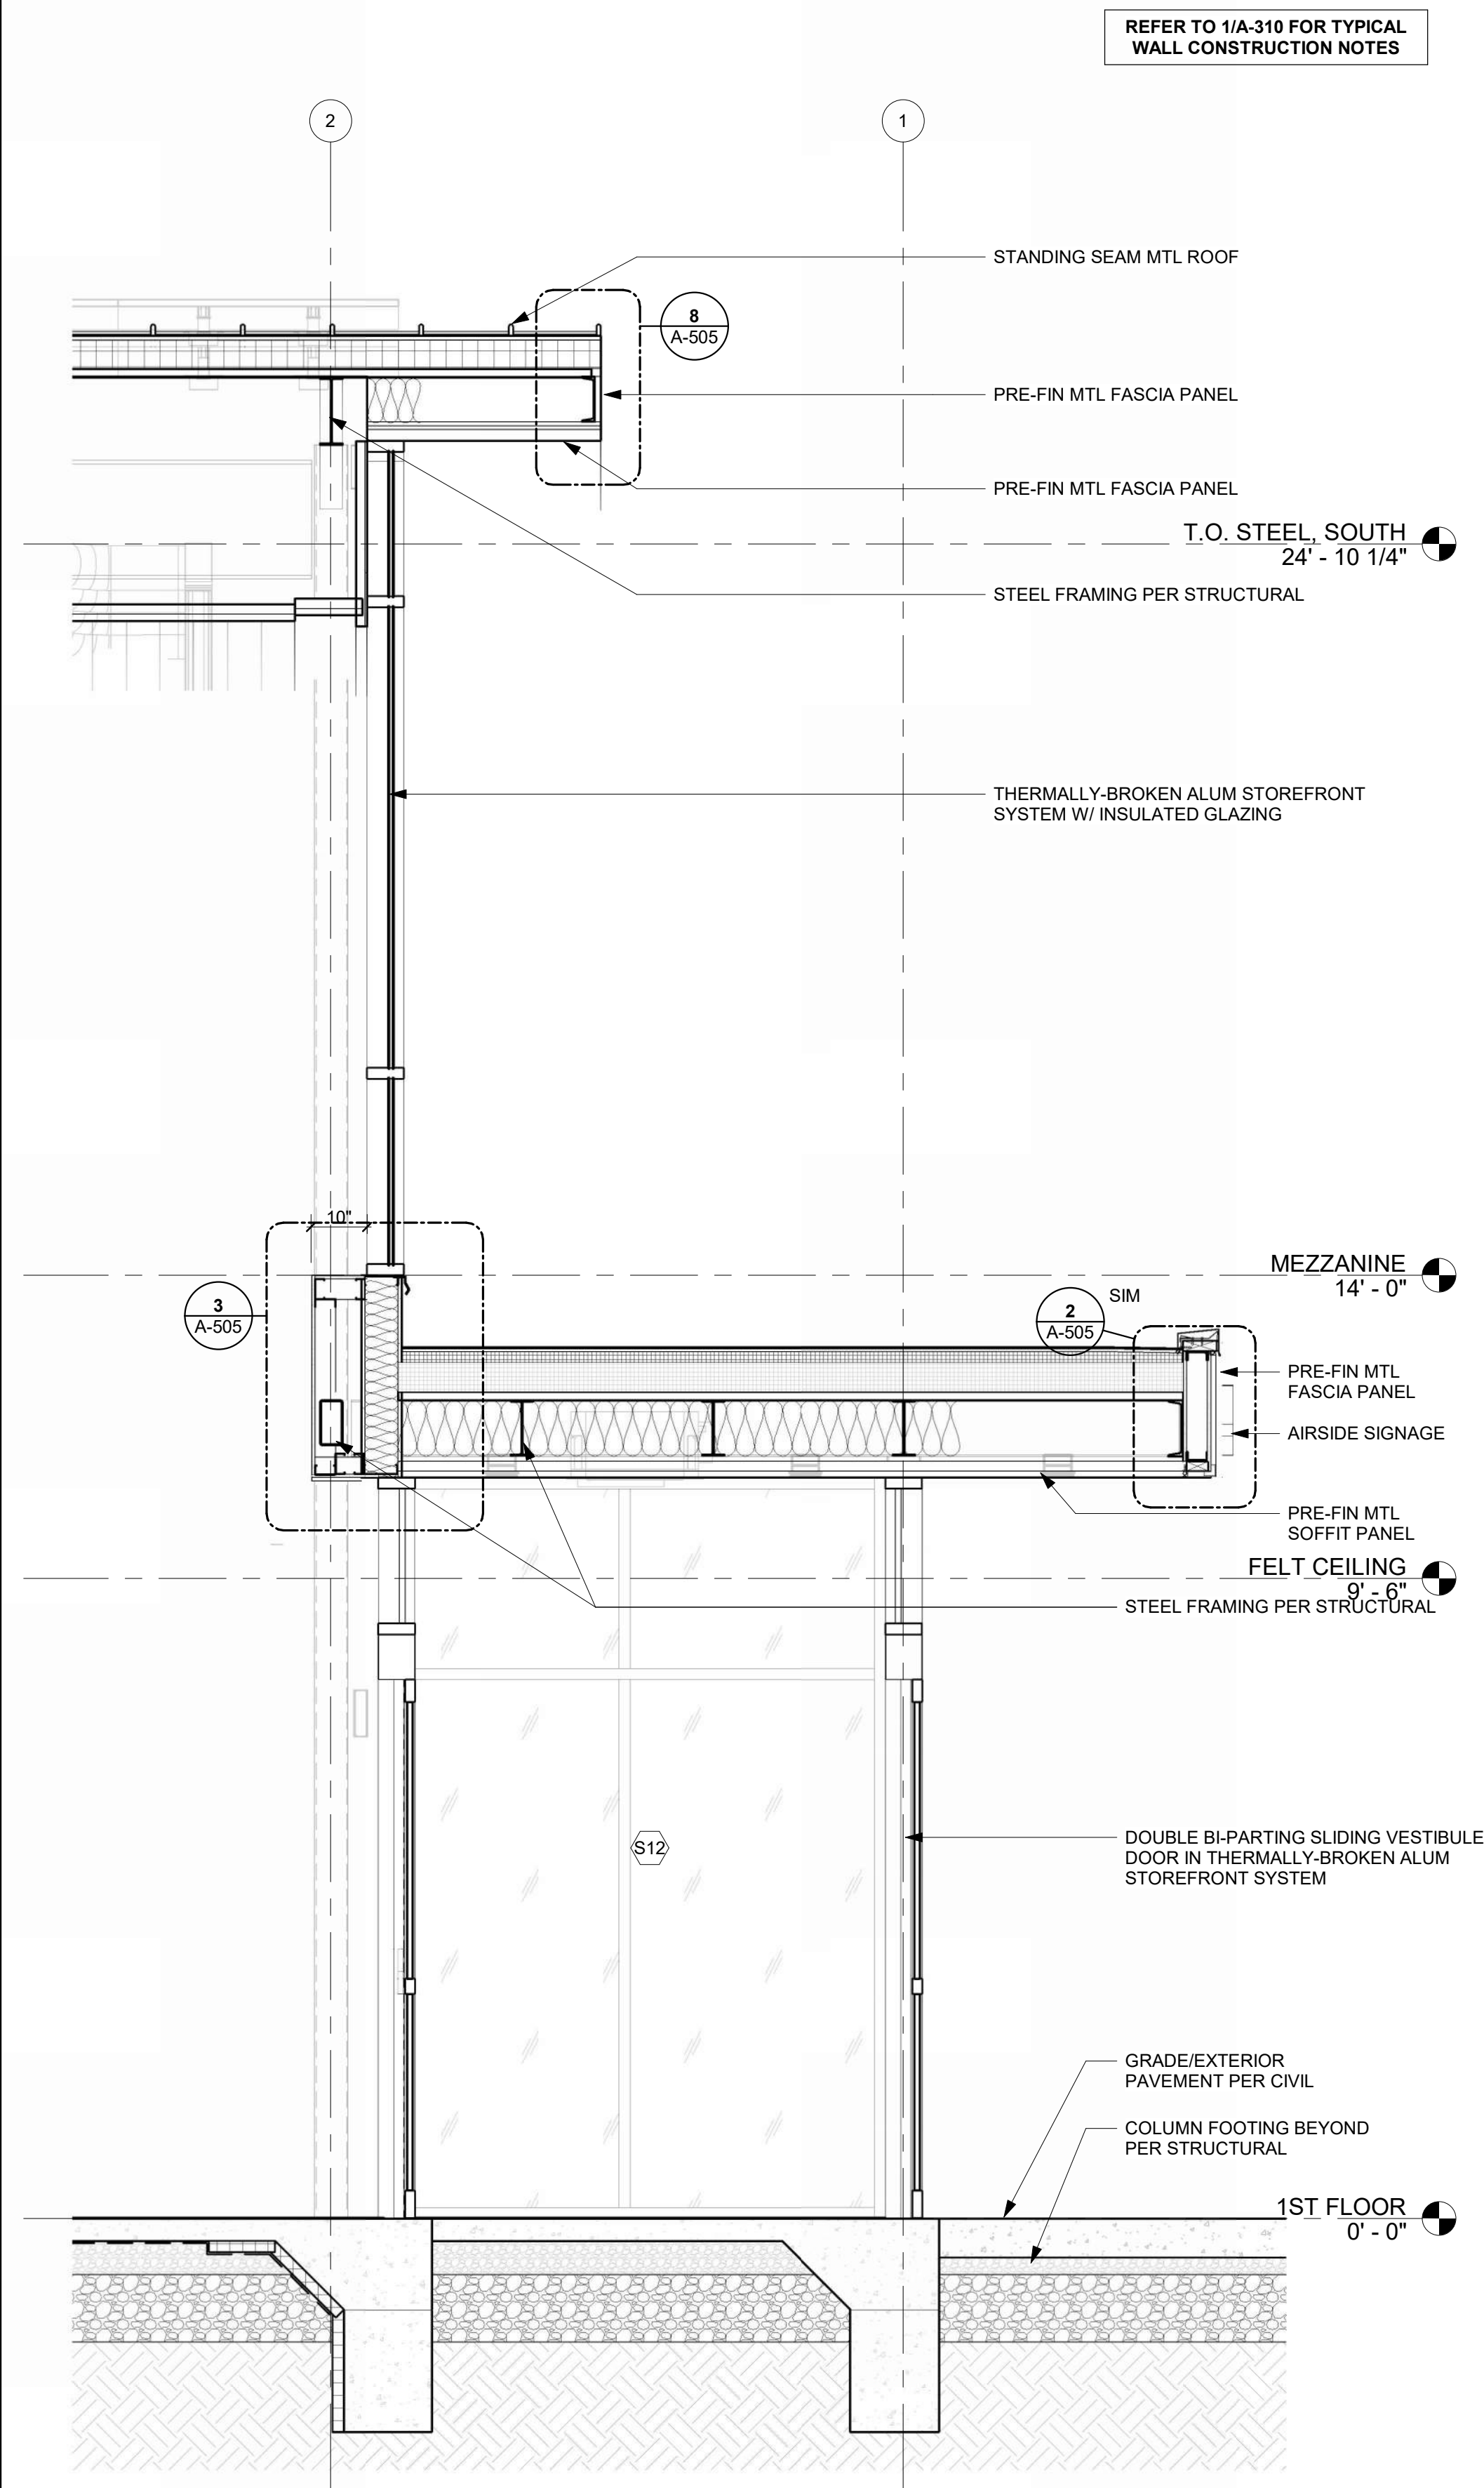 REFER TO 1/A-310 FOR TYPICAL
WALL CONSTRUCTION NOTES
2
1
STANDING SEAM MTL ROOF
8
A-505
PRE-FIN MTL FASCIA PANEL
PRE-FIN MTL FASCIA PANEL
T.O. STEEL, SOUTH
24' - 10 1/4"
STEEL FRAMING PER STRUCTURAL
THERMALLY-BROKEN ALUM STOREFRONT
SYSTEM W/ INSULATED GLAZING
10"
MEZZANINE
14' - 0"
3
A-505
SIM
2
A-505
PRE-FIN MTL
FASCIA PANEL
AIRSIDE SIGNAGE
PRE-FIN MTL
SOFFIT PANEL
FELT CEILING
9' - 6"
STEEL FRAMING PER STRUCTURAL
S12
DOUBLE BI-PARTING SLIDING VESTIBULE
DOOR IN THERMALLY-BROKEN ALUM
STOREFRONT SYSTEM
GRADE/EXTERIOR
PAVEMENT PER CIVIL
COLUMN FOOTING BEYOND
PER STRUCTURAL
1ST FLOOR
0' - 0"